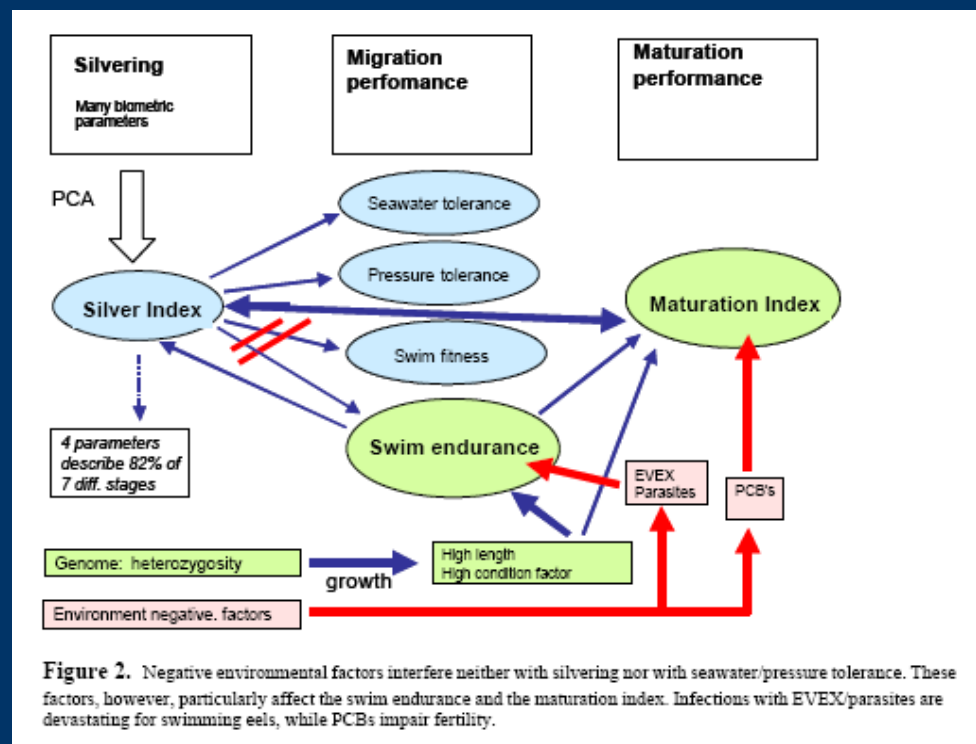 Silvering
Many biometric
parameters
Migration
perfomance
Maturation
performance
PCA
Seawater tolerance
Pressure tolerance
Silver Index
Maturation Index
Swim fitness
4 parameters
describe 82% of
7 diff. stages
Swim endurance
EVEX
Parasites
PCB's
Genome: heterozygosity
growth
High length
High condition factor
Environment negative. factors
Figure 2. Negative environmental factors interfere neither with silvering nor with seawater/pressure tolerance. These
factors, however, particularly affect the swim endurance and the maturation index. Infections with EVEX/parasites are
devastating for swimming eels, while PCBs impair fertility.